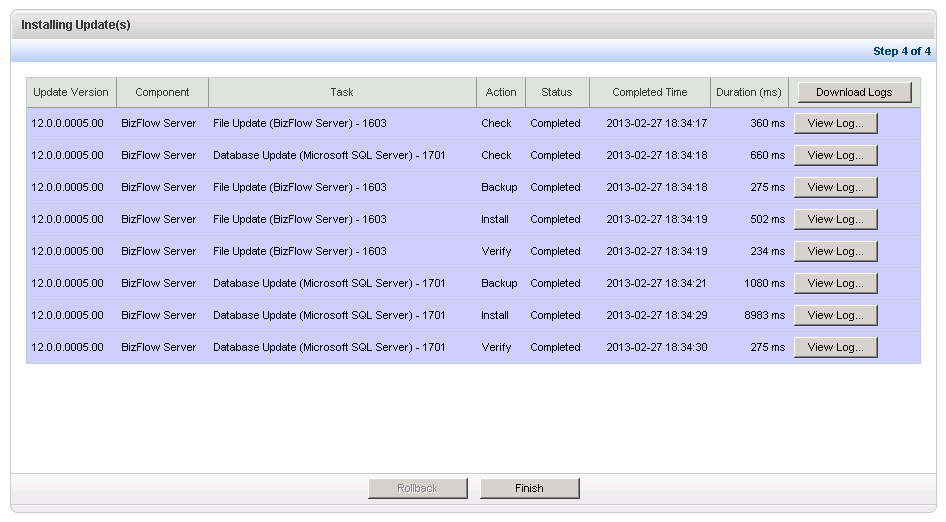 Installing Update(s)
Step 4 of 4
Update Version Component Task Action Status Completed Time Duration (ms) Download Logs
12.0.0.0005.00 BizFlow Server File Update (BizFlow Server) - 1603 Check Completed 2013-02-27 18:34:17 360 ms View Log...
12.0.0.0005.00 BizFlow Server Database Update (Microsoft SQL Server) - 1701 Check Completed 2013-02-27 18:34:18 660 ms View Log...
12.0.0.0005.00 BizFlow Server File Update (BizFlow Server) - 1603 Backup Completed 2013-02-27 18:34:18 275 ms View Log...
12.0.0.0005.00 BizFlow Server File Update (BizFlow Server) - 1603 Install Completed 2013-02-27 18:34:19 502 ms View Log...
12.0.0.0005.00 BizFlow Server File Update (BizFlow Server) - 1603 Verify Completed 2013-02-27 18:34:19 234 ms View Log...
12.0.0.0005.00 BizFlow Server Database Update (Microsoft SQL Server) - 1701 Backup Completed 2013-02-27 18:34:21 1080 ms View Log...
12.0.0.0005.00 BizFlow Server Database Update (Microsoft SQL Server) - 1701 Install Completed 2013-02-27 18:34:29 8983 ms View Log...
12.0.0.0005.00 BizFlow Server Database Update (Microsoft SQL Server) - 1701 Verify Completed 2013-02-27 18:34:30 275 ms View Log...
Rollback Finish